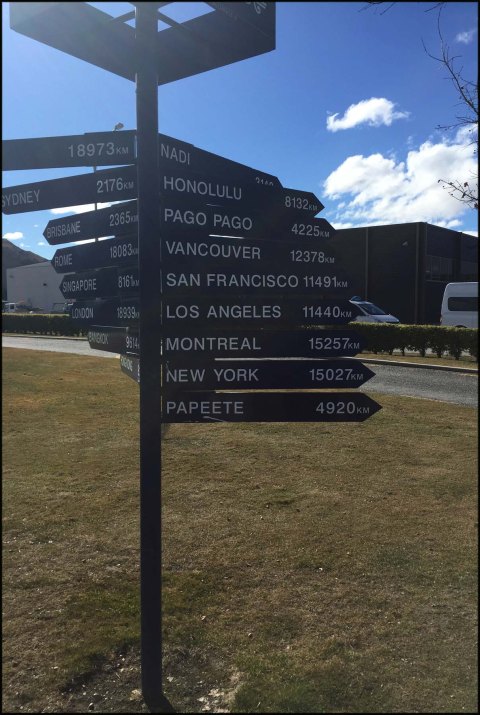 18973KM
SYDNEY 2176KM
BRISBANE 2365KM
ROME 18083KM
SINGAPORE 8161KM
LONDON 18939KM
BANGKOK
NADI
HONOLULU 8132KM
PAGO PAGO 4225KM
VANCOUVER 12378KM
SAN FRANCISCO 11491KM
LOS ANGELES 11440KM
MONTREAL 15257KM
NEW YORK 15027KM
PAPEETE 4920KM